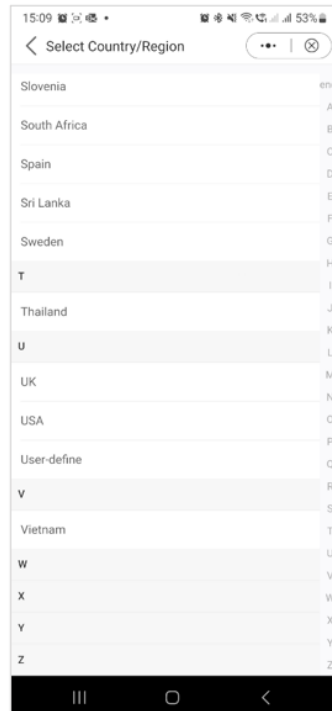 15:09 53%
Select Country/Region
Slovenia
South Africa
Spain
Sri Lanka
Sweden
T
Thailand
U
UK
USA
User-define
V
Vietnam
W
X
Y
Z
A
B
C
D
E
F
G
H
I
J
K
L
M
N
O
P
Q
R
S
T
U
V
W
X
Y
Z